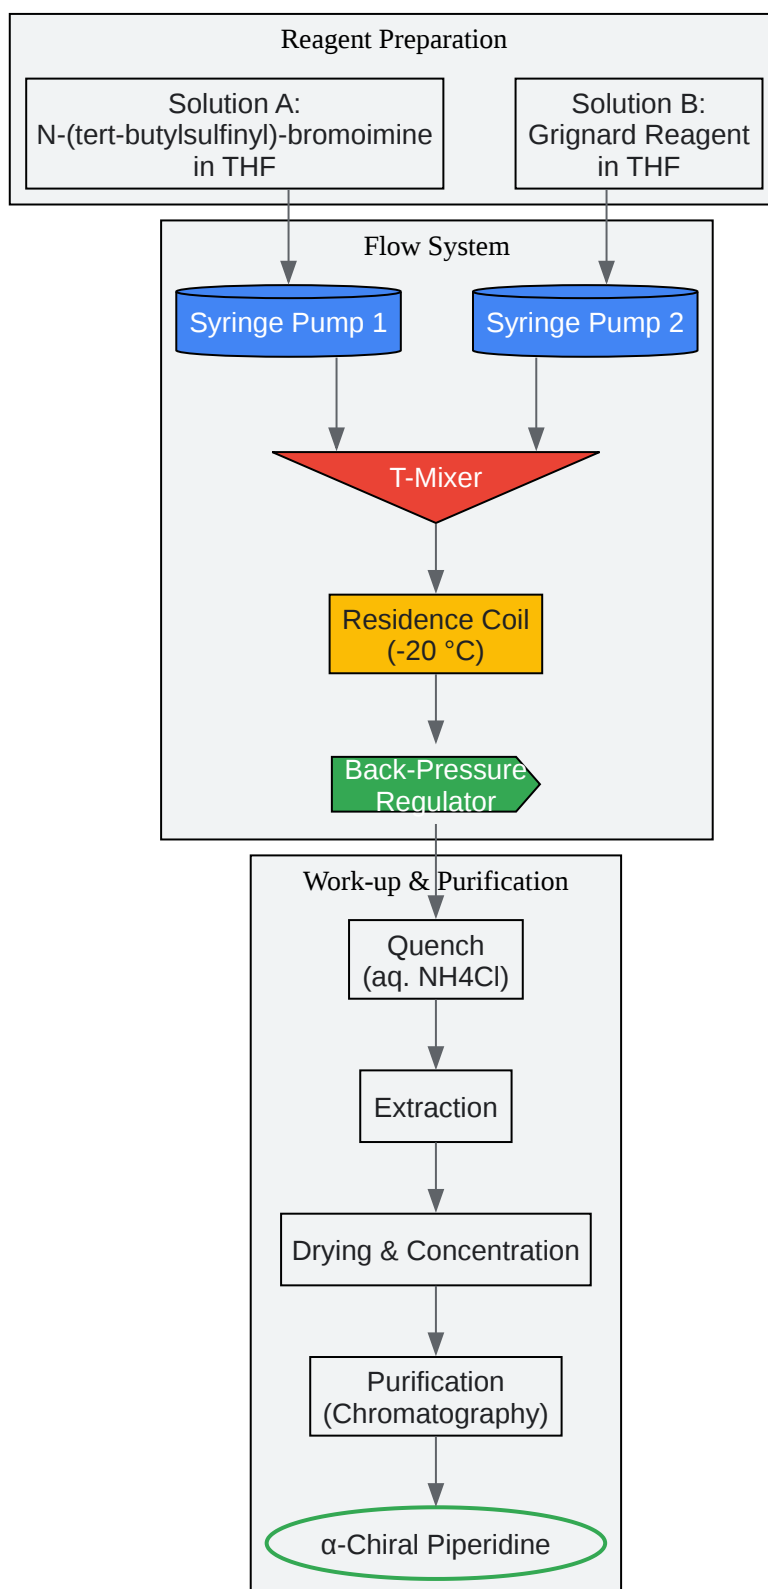 Reagent Preparation
Solution A:
N-(tert-butylsulfinyl)-bromoimine
in THF
Solution B:
Grignard Reagent
in THF
Flow System
Syringe Pump 1
Syringe Pump 2
T-Mixer
Residence Coil
(-20 °C)
Back-Pressure
Regulator
Work-up & Purification
Quench
(aq. NH4Cl)
Extraction
Drying & Concentration
Purification
(Chromatography)
α-Chiral Piperidine